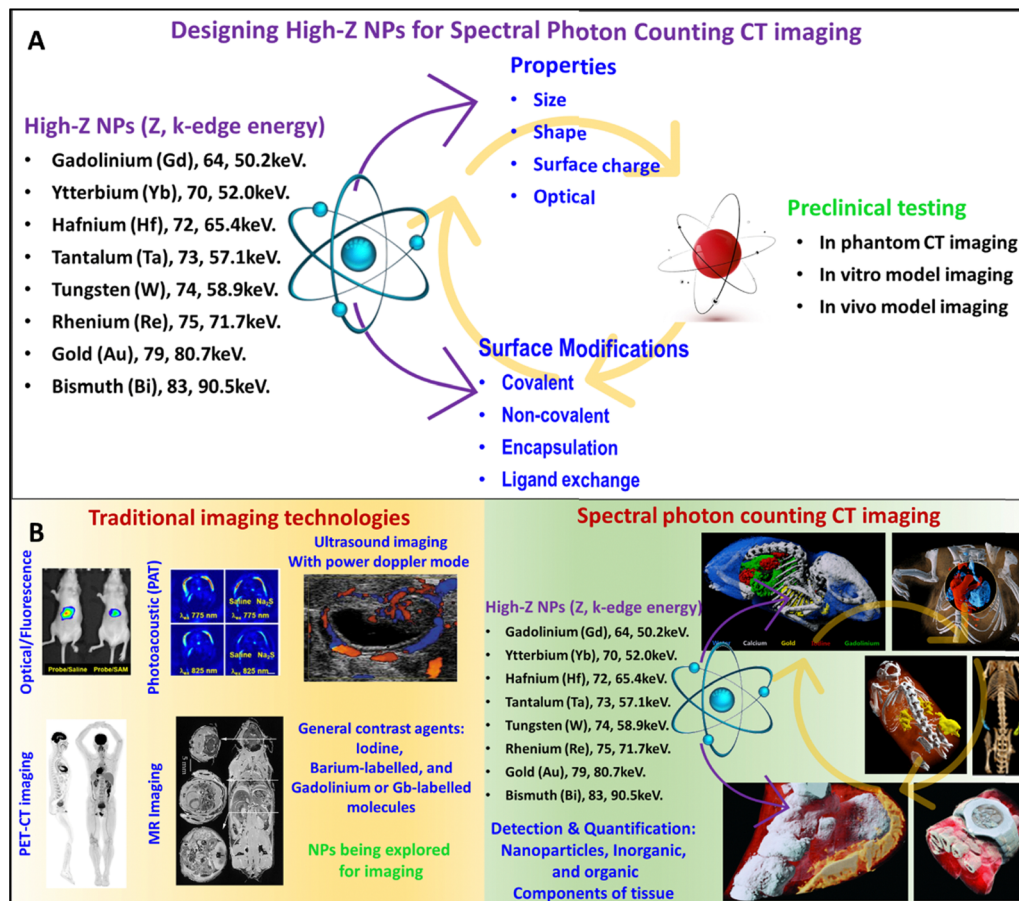 A
Designing High-Z NPs for Spectral Photon Counting CT imaging
High-Z NPs (Z, k-edge energy)
• Gadolinium (Gd), 64, 50.2keV.
• Ytterbium (Yb), 70, 52.0keV.
• Hafnium (Hf), 72, 65.4keV.
• Tantalum (Ta), 73, 57.1keV.
• Tungsten (W), 74, 58.9keV.
• Rhenium (Re), 75, 71.7keV.
• Gold (Au), 79, 80.7keV.
• Bismuth (Bi), 83, 90.5keV.
Properties
• Size
• Shape
• Surface charge
• Optical
Preclinical testing
• In phantom CT imaging
• In vitro model imaging
• In vivo model imaging
Surface Modifications
• Covalent
• Non-covalent
• Encapsulation
• Ligand exchange
B
Traditional imaging technologies
Optical/Fluorescence
Probe/Saline Probe/SAM
Photoacoustic (PAT)
775 nm
Saline Na₂S
775 nm
825 nm
Saline Na₂S
825 nm
Ultrasound imaging
With power doppler mode
PET-CT imaging
MR Imaging
5 mm
General contrast agents:
Iodine,
Barium-labelled, and
Gadolinium or Gb-labelled
molecules
NPs being explored
for imaging
Spectral photon counting CT imaging
Water Calcium Gold Gadolinium
High-Z NPs (Z, k-edge energy)
• Gadolinium (Gd), 64, 50.2keV.
• Ytterbium (Yb), 70, 52.0keV.
• Hafnium (Hf), 72, 65.4keV.
• Tantalum (Ta), 73, 57.1keV.
• Tungsten (W), 74, 58.9keV.
• Rhenium (Re), 75, 71.7keV.
• Gold (Au), 79, 80.7keV.
• Bismuth (Bi), 83, 90.5keV.
Detection & Quantification:
Nanoparticles, Inorganic,
and organic
Components of tissue